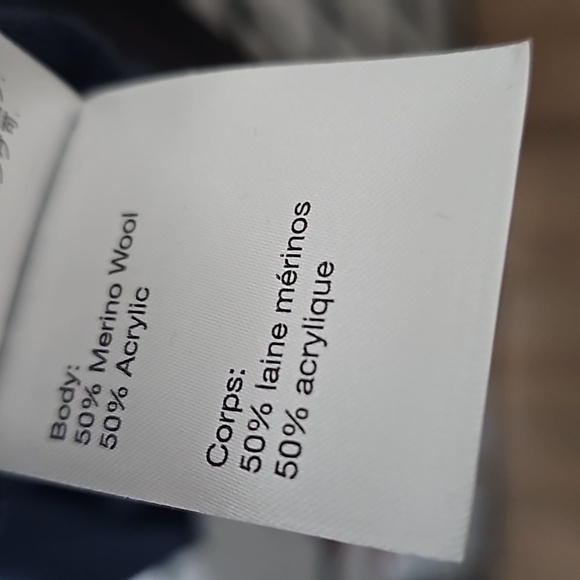 Body:
50% Merino Wool
50% Acrylic
Corps:
50% laine mérinos
50% acrylique